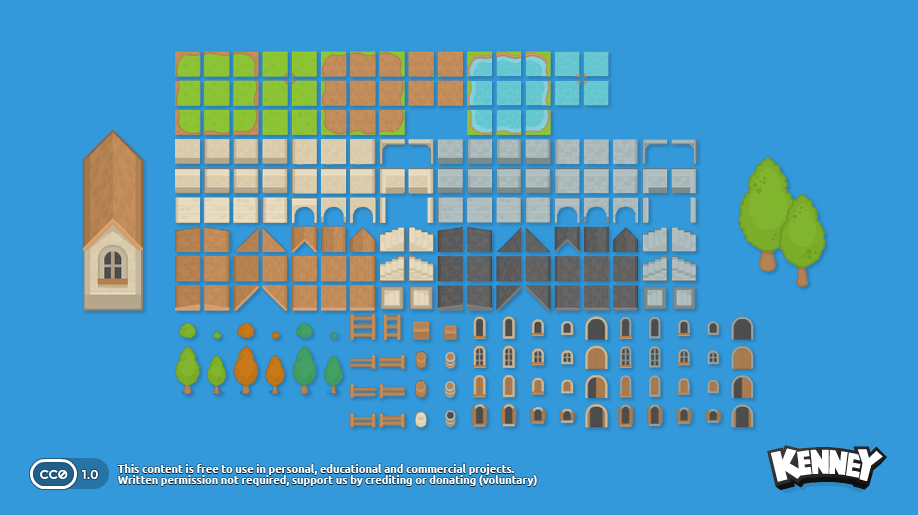 CC0 1.0
This content is free to use in personal, educational and commercial projects.
Written permission not required, support us by crediting or donating (voluntary)
KENNEY